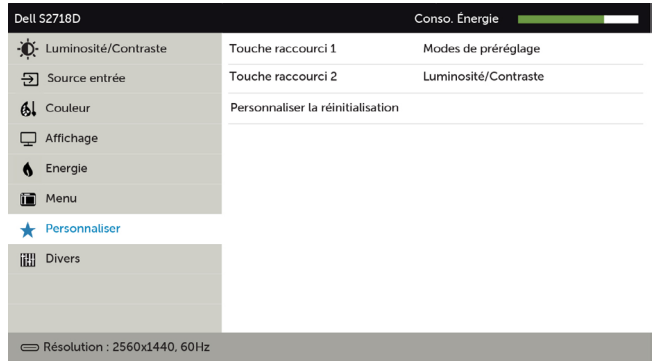 Dell S2718D Conso. Énergie
Luminosité/Contraste
Source entrée
Couleur
Affichage
Energie
Menu
Personnaliser
Divers
Touche raccourci 1 Modes de préréglage
Touche raccourci 2 Luminosité/Contraste
Personnaliser la réinitialisation
Résolution : 2560x1440, 60Hz